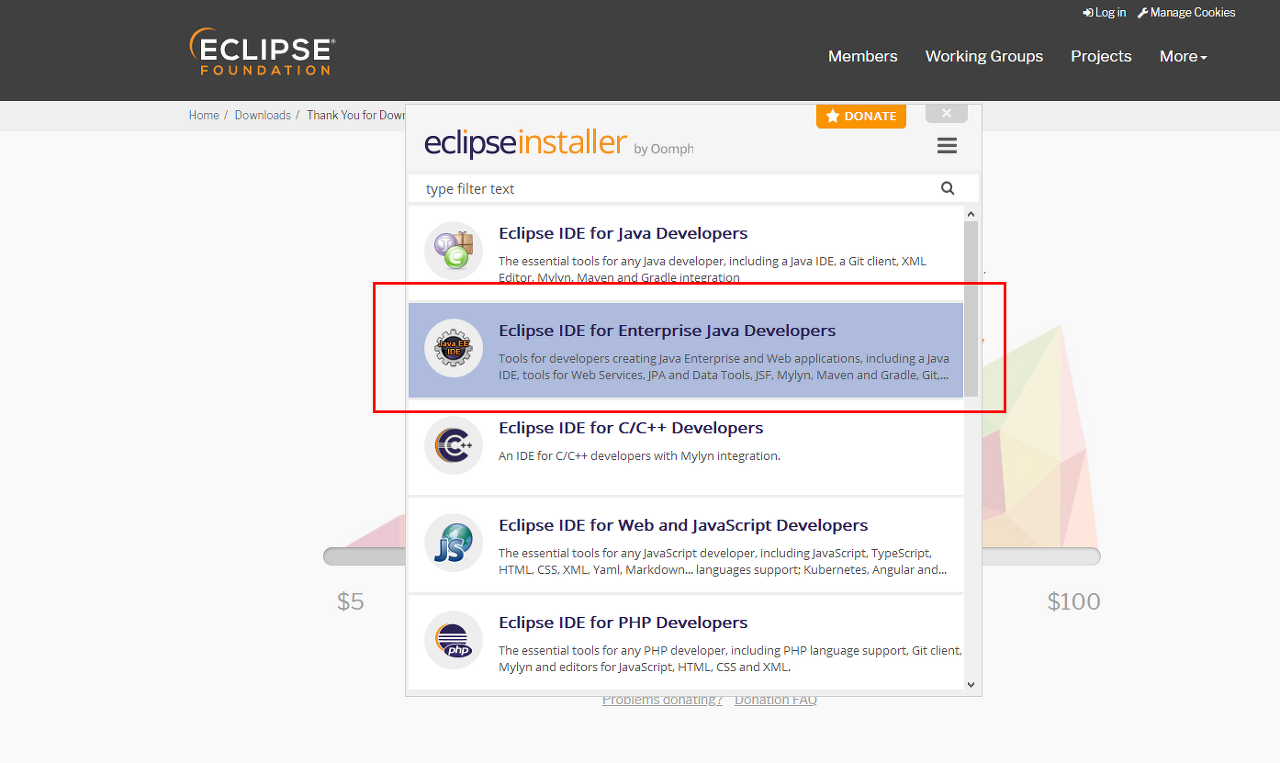 Log in Manage Cookies
ECLIPSE®
FOUNDATION
Members Working Groups Projects More
Home / Downloads / Thank You for Down
DONATE
eclipseinstaller by Oomph
type filter text
Eclipse IDE for Java Developers
The essential tools for any Java developer, including a Java IDE, a Git client, XML
Editor, Mylyn, Maven and Gradle integration
Eclipse IDE for Enterprise Java Developers
Java EE
IDE
Tools for developers creating Java Enterprise and Web applications, including a Java
IDE, tools for Web Services, JPA and Data Tools, JSF, Mylyn, Maven and Gradle, Git,...
Eclipse IDE for C/C++ Developers
C++
An IDE for C/C++ developers with Mylyn integration.
Eclipse IDE for Web and JavaScript Developers
JS
The essential tools for any JavaScript developer, including JavaScript, TypeScript,
HTML, CSS, XML, Yaml, Markdown... languages support; Kubernetes, Angular and...
$5 $100
Eclipse IDE for PHP Developers
php
The essential tools for any PHP developer, including PHP language support, Git client,
Mylyn and editors for JavaScript, HTML, CSS and XML.
Problems donating? Donation FAQ